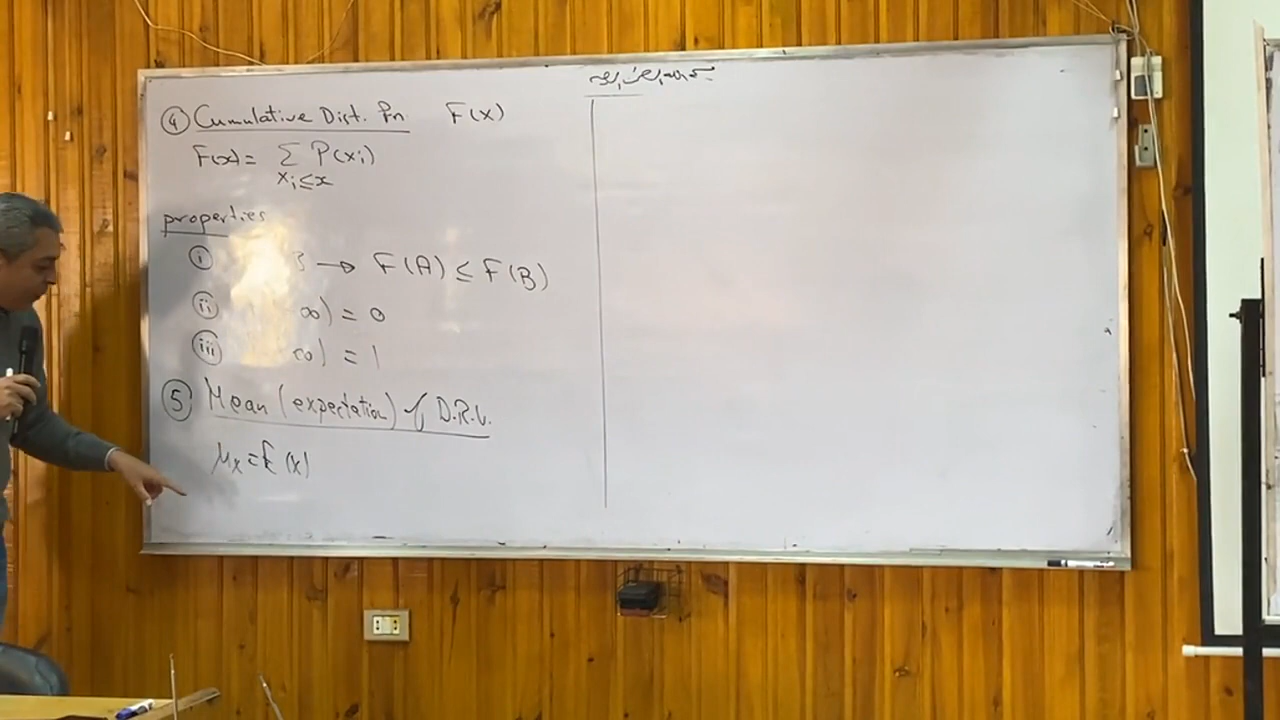 ④ Cumulative Dist. Fn. F(X)
F(x) = Σ P(xᵢ)
xᵢ≤x
properties
ⓘ → F(A) ≤ F(B)
ⓘⓘ ∞) = 0
ⓘⓘⓘ ∞) = 1
⑤ Mean (expectation) of D.R.V.
μₓ = E(x)